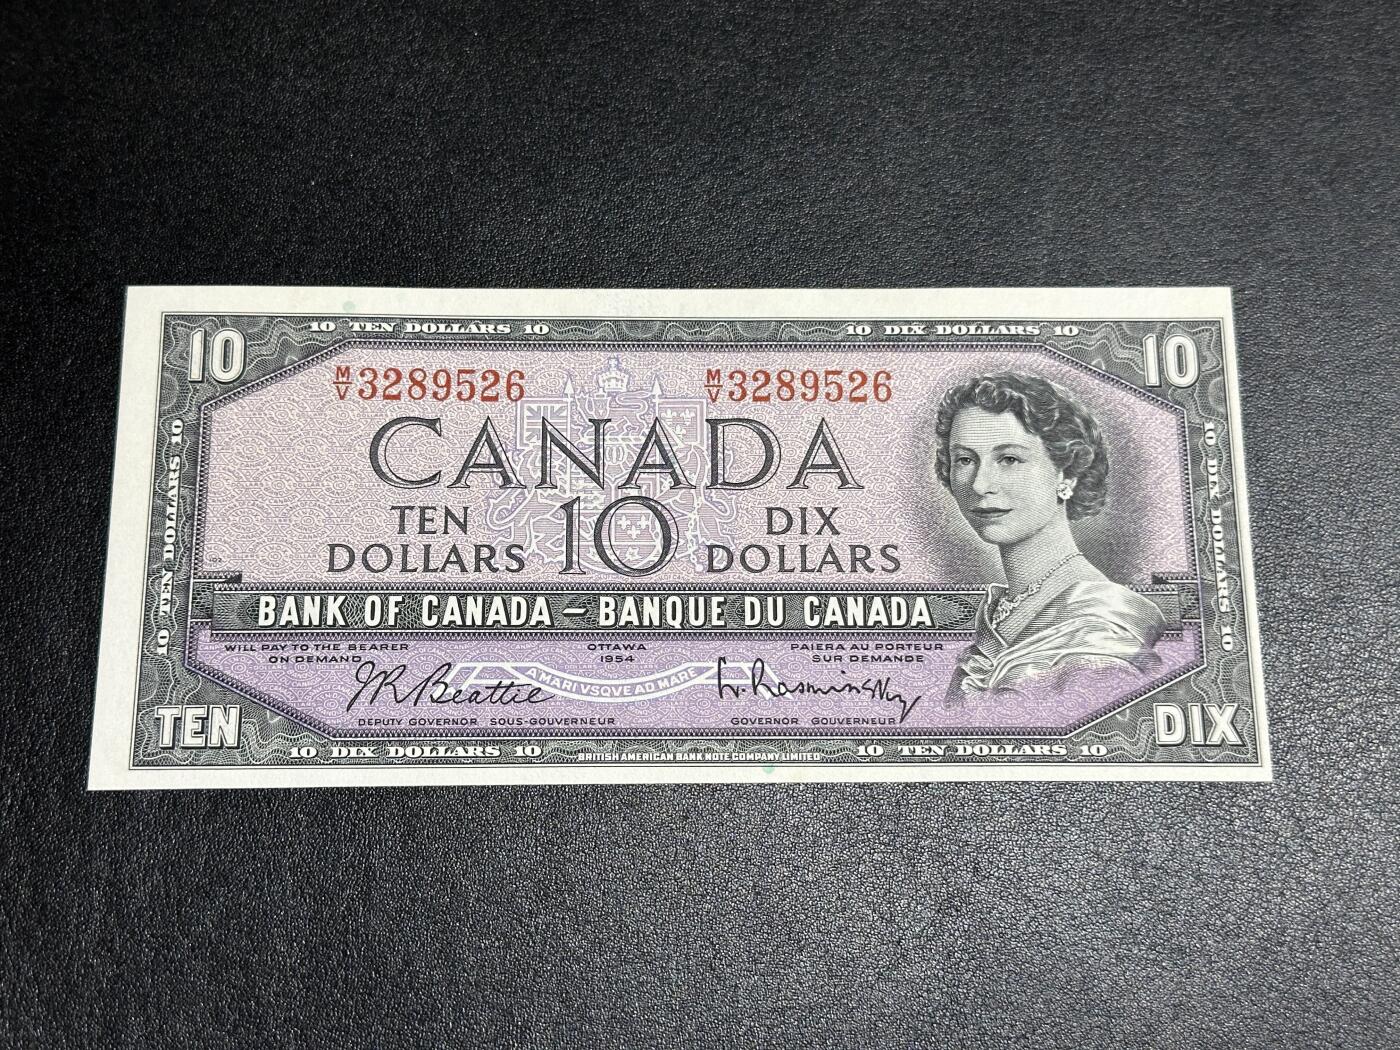 10 TEN DOLLARS 10
10 DIX DOLLARS 10
10
10
M/V 3289526
M/V 3289526
CANADA
TEN DOLLARS
10
DIX DOLLARS
10 TEN DOLLARS 10
10 DIX DOLLARS 10
BANK OF CANADA – BANQUE DU CANADA
WILL PAY TO THE BEARER
ON DEMAND
OTTAWA
1954
PAIERA AU PORTEUR
SUR DEMANDE
A MARI VSQVE AD MARE
J R Beattie
L. Rasminsky
DEPUTY GOVERNOR SOUS-GOUVERNEUR
GOVERNOR GOUVERNEUR
TEN
DIX
10 DIX DOLLARS 10
10 TEN DOLLARS 10
BRITISH AMERICAN BANK NOTE COMPANY LIMITED